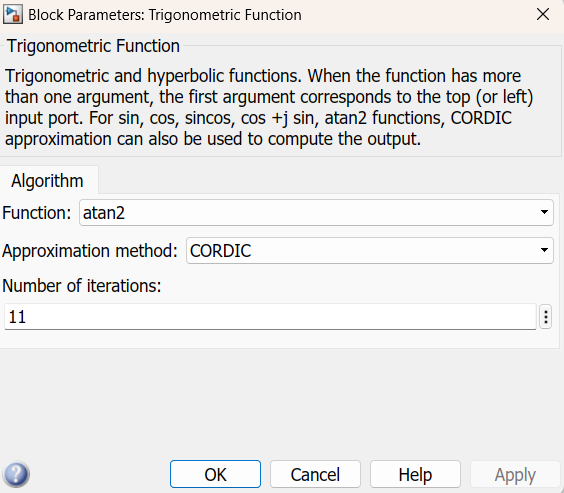 Block Parameters: Trigonometric Function
Trigonometric Function
Trigonometric and hyperbolic functions. When the function has more
than one argument, the first argument corresponds to the top (or left)
input port. For sin, cos, sincos, cos +j sin, atan2 functions, CORDIC
approximation can also be used to compute the output.
Algorithm
Function: atan2
Approximation method: CORDIC
Number of iterations:
11
? OK Cancel Help Apply